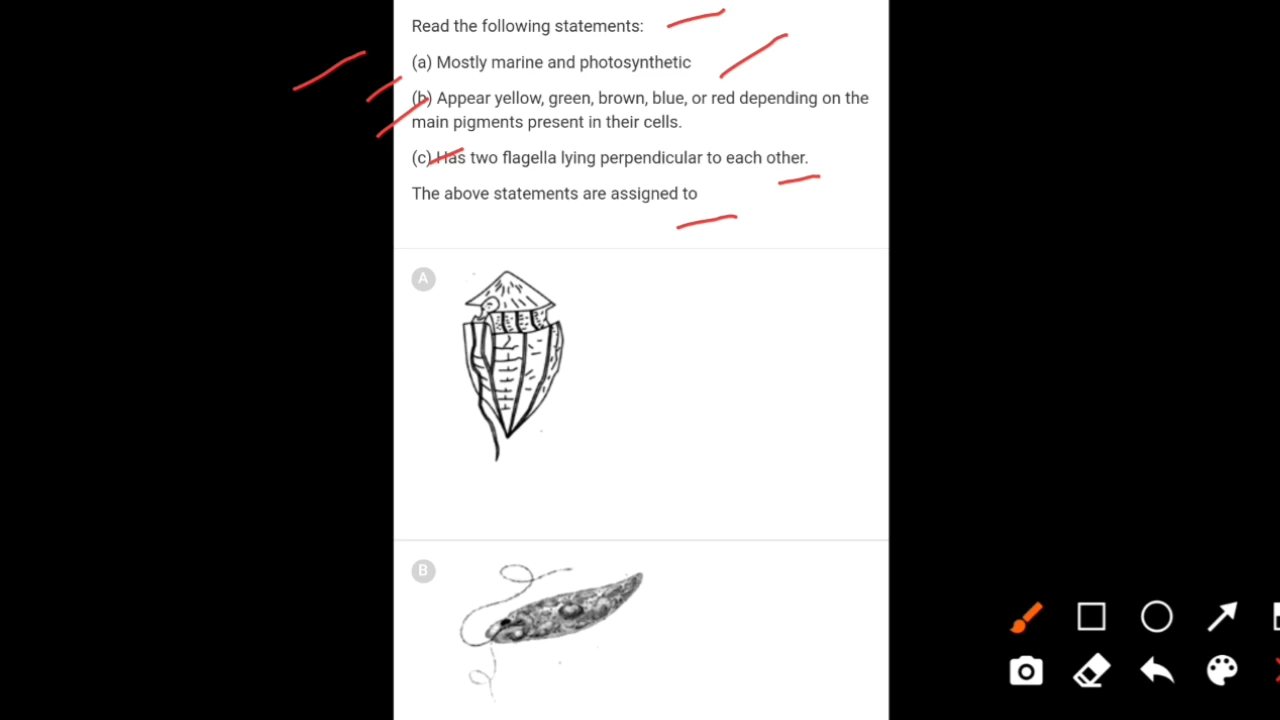 Read the following statements:
(a) Mostly marine and photosynthetic
(b) Appear yellow, green, brown, blue, or red depending on the
main pigments present in their cells.
(c) Has two flagella lying perpendicular to each other.
The above statements are assigned to
A
B